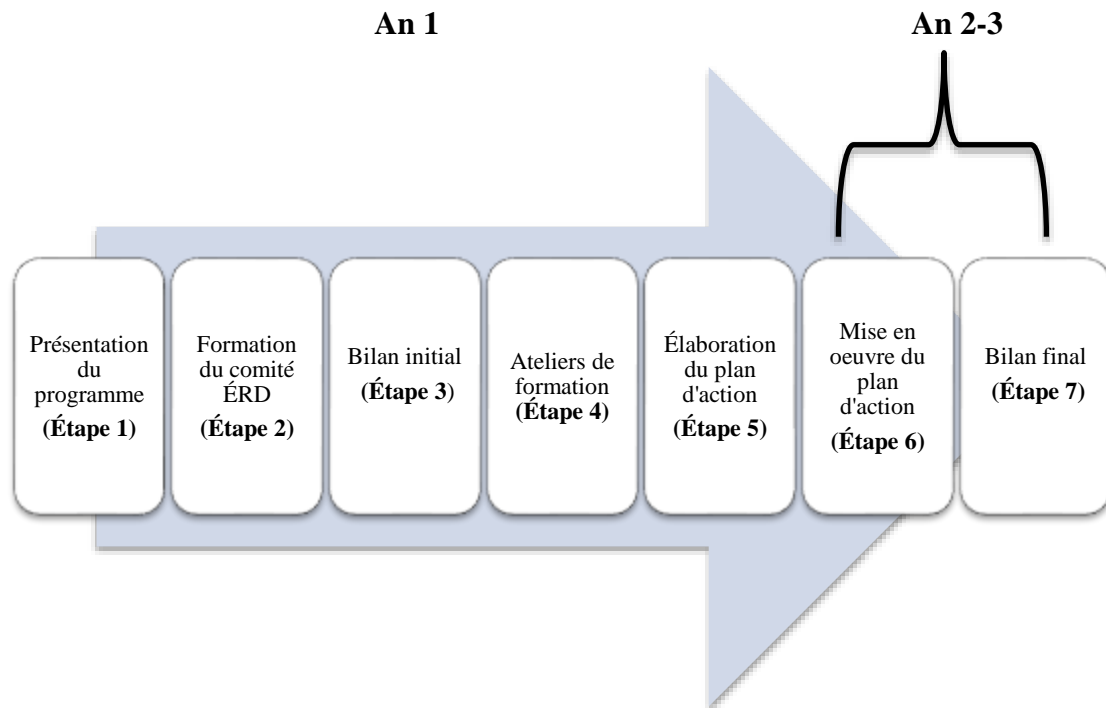 An 1
An 2-3
Présentation
du
programme
(Étape 1)
Formation
du comité
ÉRD
(Étape 2)
Bilan initial
(Étape 3)
Ateliers de
formation
(Étape 4)
Élaboration
du plan
d'action
(Étape 5)
Mise en
oeuvre du
plan
d'action
(Étape 6)
Bilan final
(Étape 7)